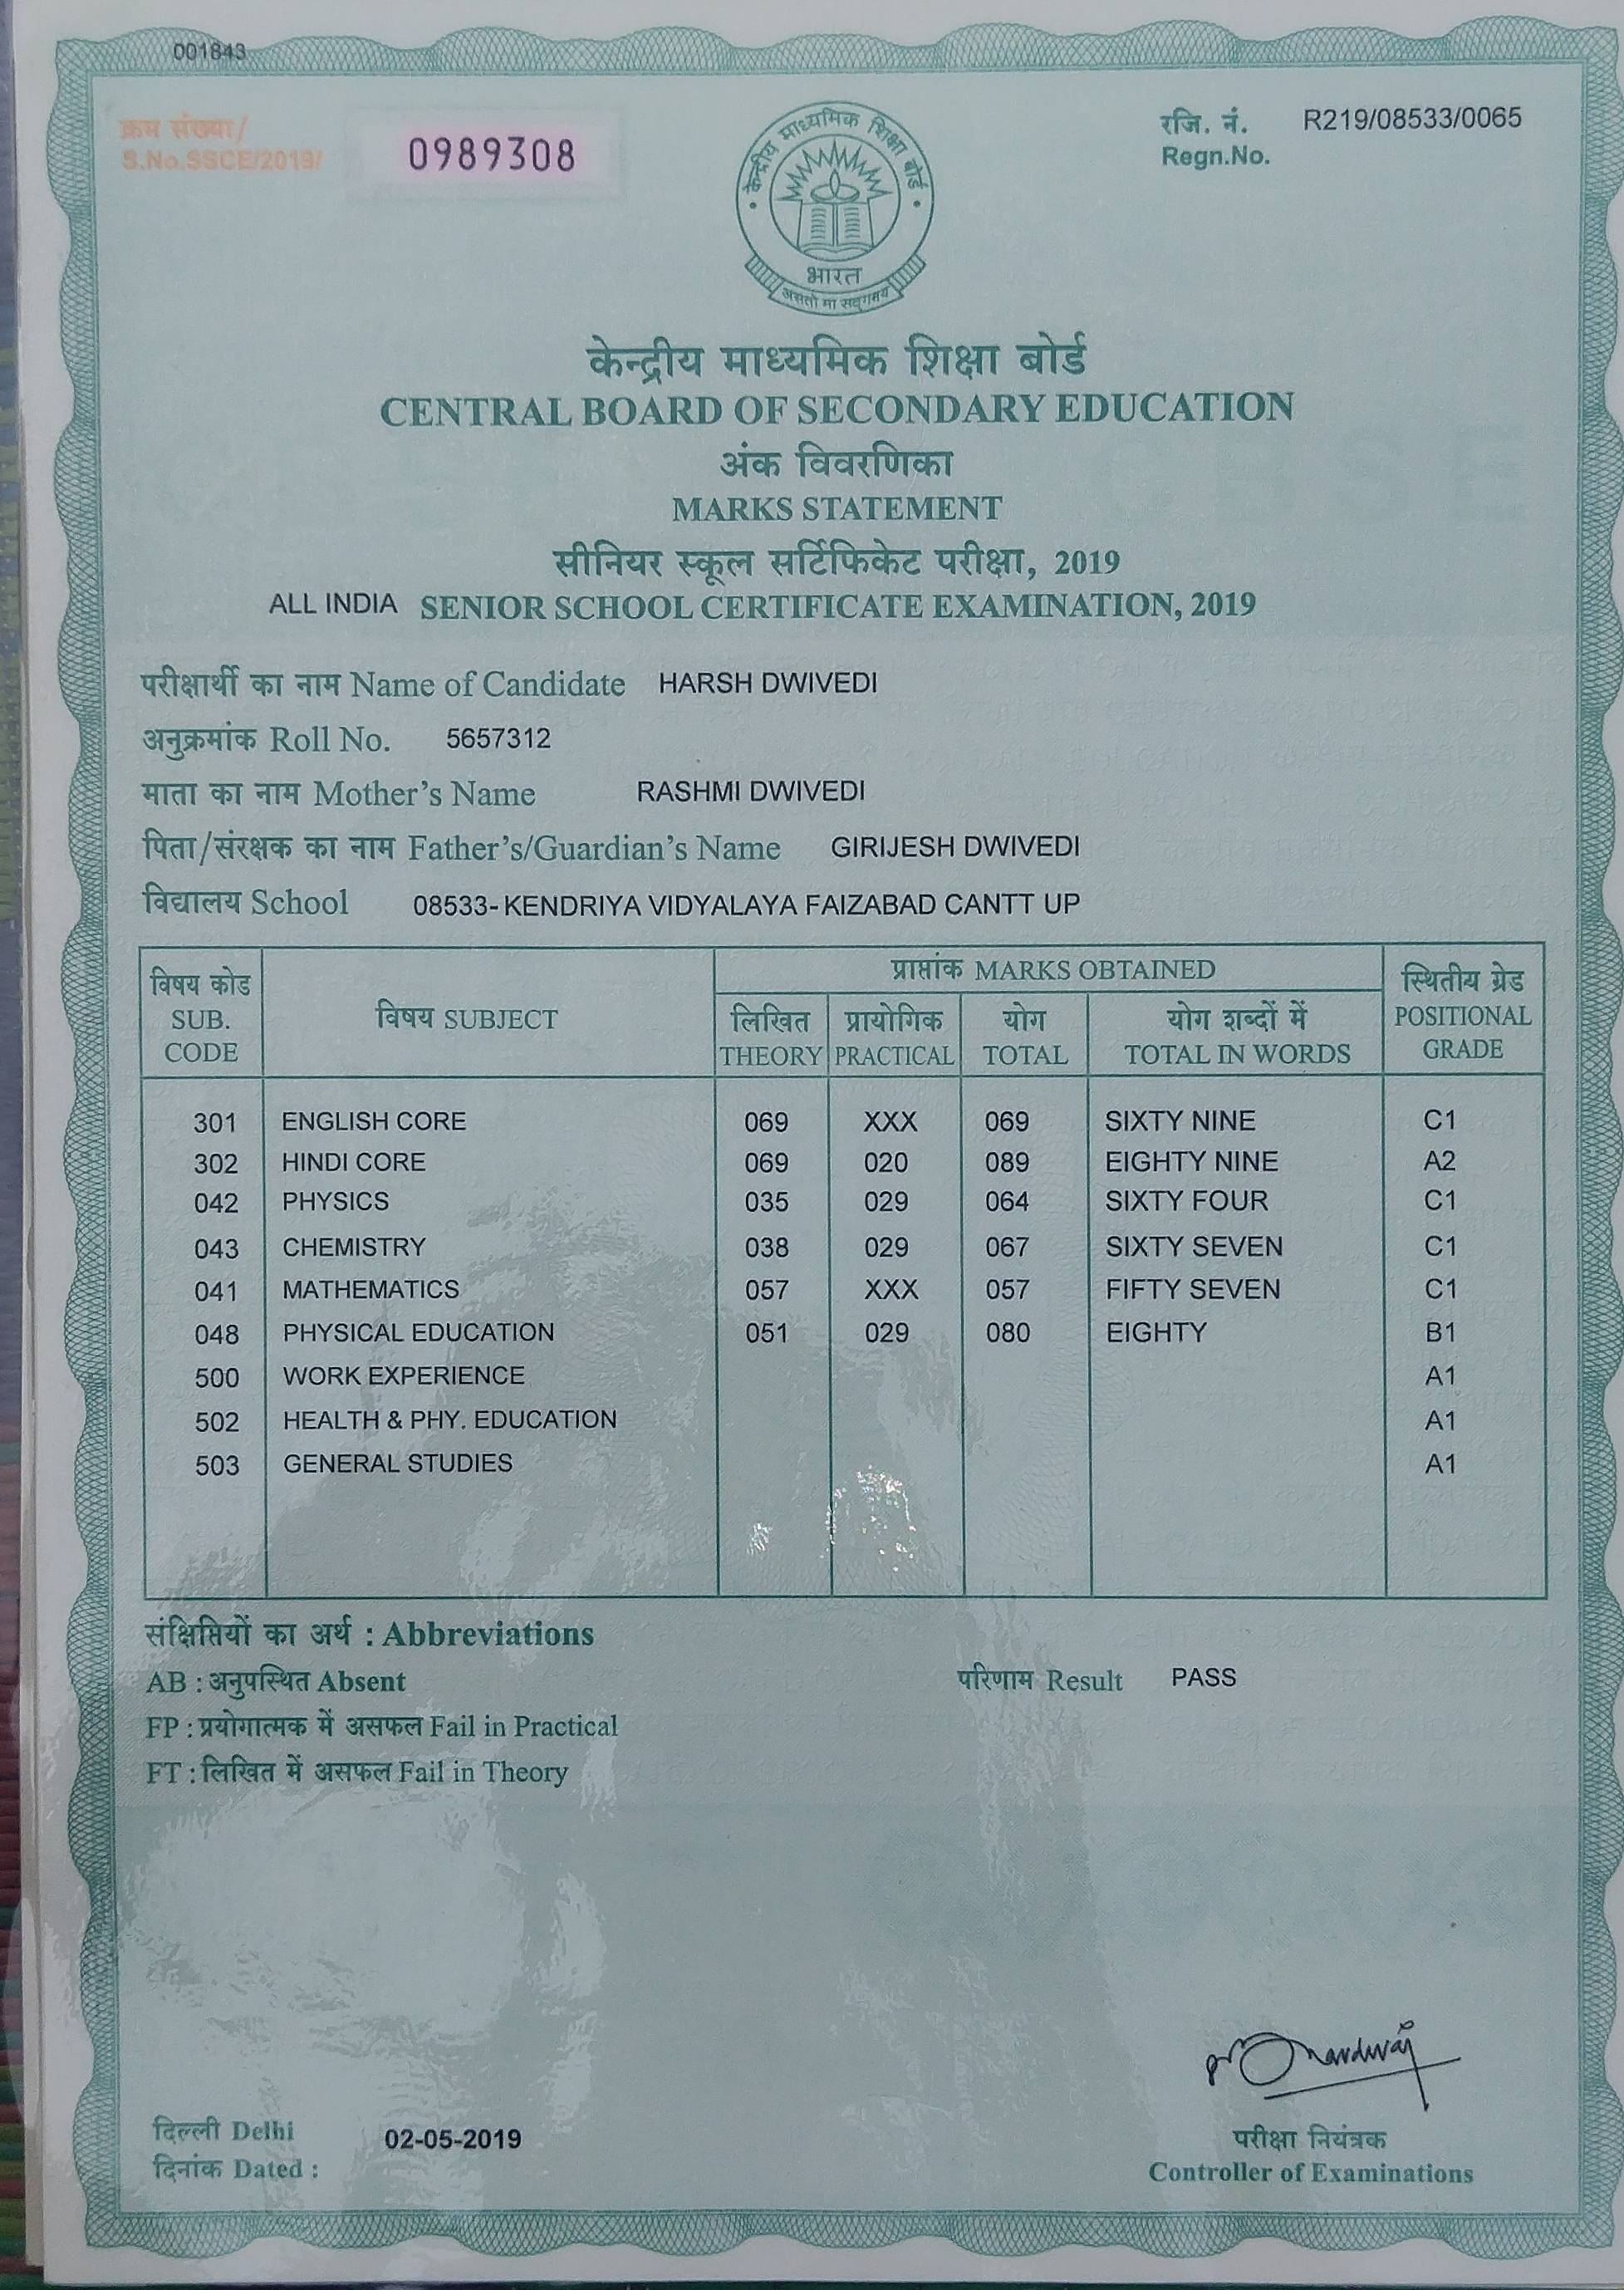 001843
क्रम संख्या/
S.No.SSCE/2019/
0989308
रजि. नं.
Regn.No.
R219/08533/0065
केन्द्रीय माध्यमिक शिक्षा बोर्ड
भारत
असतो मा सद्गमय
केन्द्रीय माध्यमिक शिक्षा बोर्ड
CENTRAL BOARD OF SECONDARY EDUCATION
अंक विवरणिका
MARKS STATEMENT
सीनियर स्कूल सर्टिफिकेट परीक्षा, 2019
ALL INDIA SENIOR SCHOOL CERTIFICATE EXAMINATION, 2019
परीक्षार्थी का नाम Name of Candidate HARSH DWIVEDI
अनुक्रमांक Roll No. 5657312
माता का नाम Mother's Name RASHMI DWIVEDI
पिता/संरक्षक का नाम Father's/Guardian's Name GIRIJESH DWIVEDI
विद्यालय School 08533- KENDRIYA VIDYALAYA FAIZABAD CANTT UP
विषय कोड
SUB.
CODE
विषय SUBJECT
प्राप्तांक MARKS OBTAINED
लिखित
THEORY
प्रायोगिक
PRACTICAL
योग
TOTAL
योग शब्दों में
TOTAL IN WORDS
स्थितीय ग्रेड
POSITIONAL
GRADE
301 ENGLISH CORE 069 XXX 069 SIXTY NINE C1
302 HINDI CORE 069 020 089 EIGHTY NINE A2
042 PHYSICS 035 029 064 SIXTY FOUR C1
043 CHEMISTRY 038 029 067 SIXTY SEVEN C1
041 MATHEMATICS 057 XXX 057 FIFTY SEVEN C1
048 PHYSICAL EDUCATION 051 029 080 EIGHTY B1
500 WORK EXPERIENCE A1
502 HEALTH & PHY. EDUCATION A1
503 GENERAL STUDIES A1
संक्षिप्तियों का अर्थ : Abbreviations
AB : अनुपस्थित Absent
परिणाम Result PASS
FP : प्रयोगात्मक में असफल Fail in Practical
FT : लिखित में असफल Fail in Theory
दिल्ली Delhi
दिनांक Dated :
02-05-2019
परीक्षा नियंत्रक
Controller of Examinations